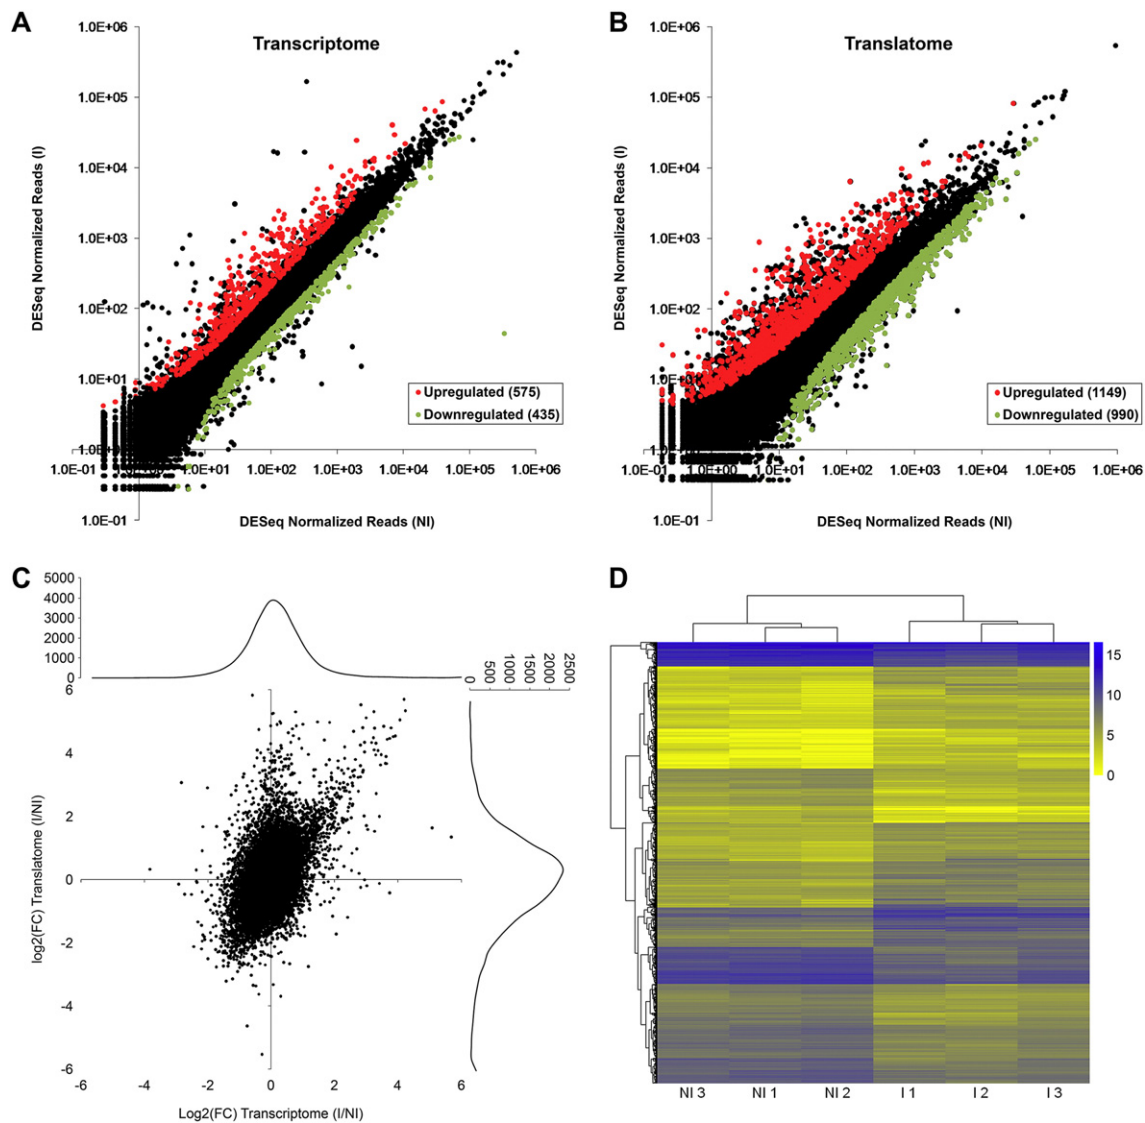 A
Transcriptome
1.0E+06
1.0E+05
1.0E+04
1.0E+03
1.0E+02
1.0E+01
1.0E+0
1.0E-01
DESeq Normalized Reads (I)
Upregulated (575)
Downregulated (435)
1.0E-01 1.0E+01 1.0E+02 1.0E+03 1.0E+04 1.0E+05 1.0E+06
DESeq Normalized Reads (NI)
B
Translatome
1.0E+06
1.0E+05
1.0E+04
1.0E+03
1.0E+02
1.0E+01
1.0E-01
DESeq Normalized Reads (I)
Upregulated (1149)
Downregulated (990)
1.0E-01 1.0E+00 1.0E+01 1.0E+02 1.0E+03 1.0E+04 1.0E+05 1.0E+06
DESeq Normalized Reads (NI)
C
5000
4000
3000
2000
1000
0
0 500 1000 1500 2000 2500
6
4
2
0
-2
-4
-6
log2(FC) Translatome (I/NI)
-6 -4 -2 0 2 4 6
Log2(FC) Transcriptome (I/NI)
D
15
10
5
0
NI 3 NI 1 NI 2 I 1 I 2 I 3